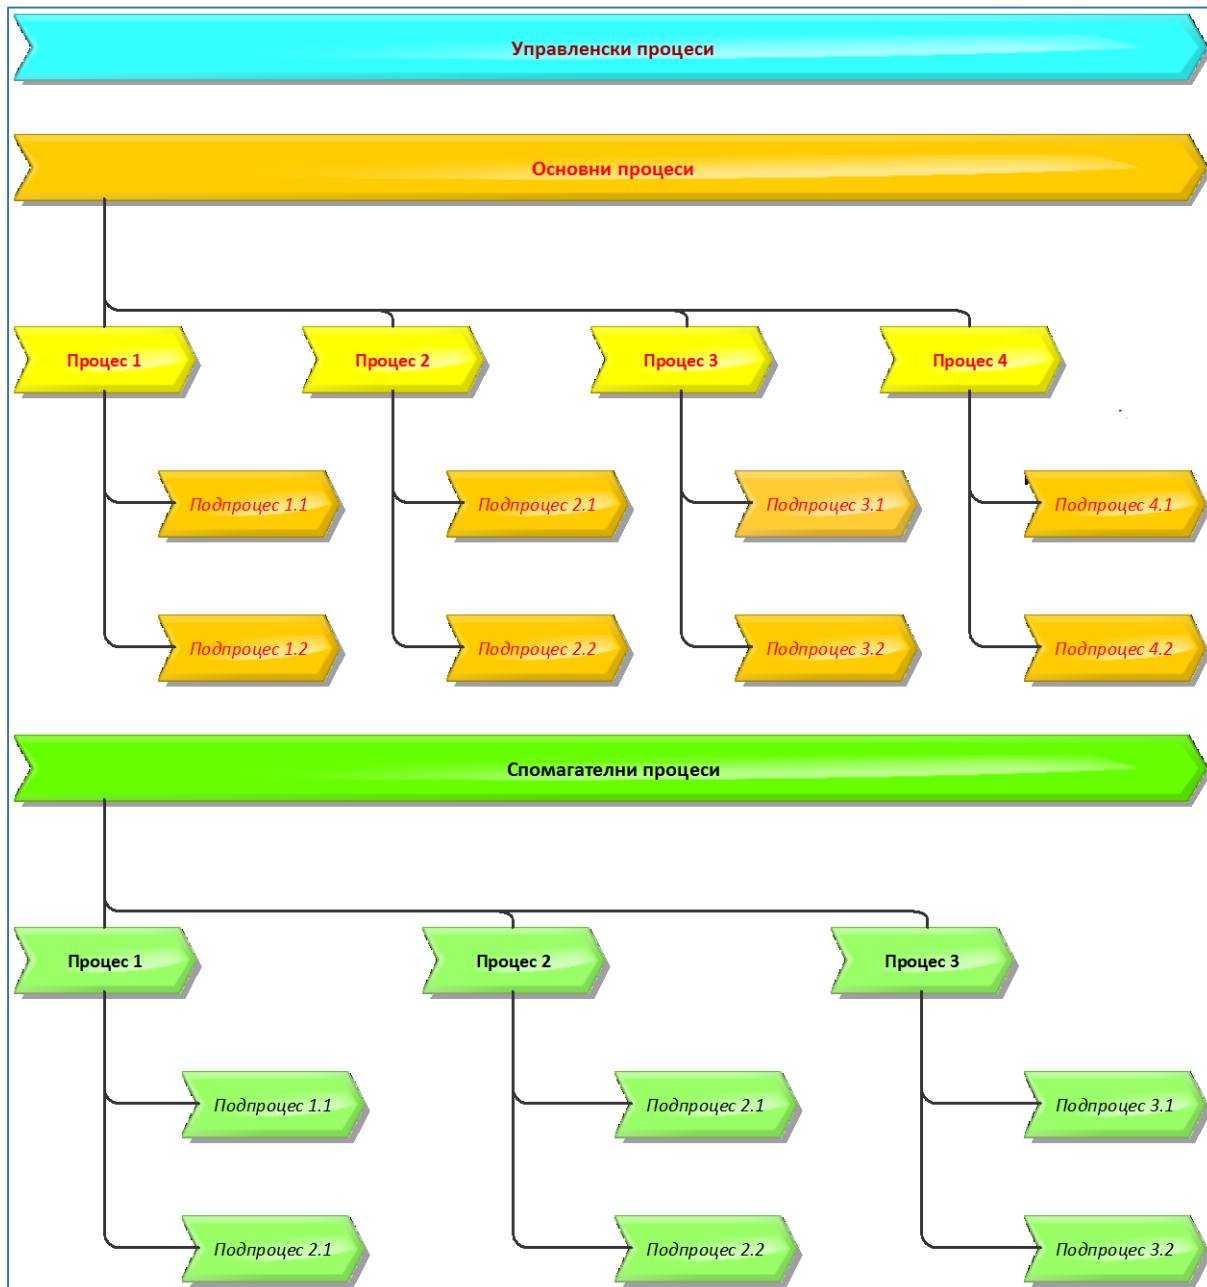 Управленски процеси
Основни процеси
Процес 1
Процес 2
Процес 3
Процес 4
Подпроцес 1.1
Подпроцес 2.1
Подпроцес 3.1
Подпроцес 4.1
Подпроцес 1.2
Подпроцес 2.2
Подпроцес 3.2
Подпроцес 4.2
Спомагателни процеси
Процес 1
Процес 2
Процес 3
Подпроцес 1.1
Подпроцес 2.1
Подпроцес 3.1
Подпроцес 2.1
Подпроцес 2.2
Подпроцес 3.2